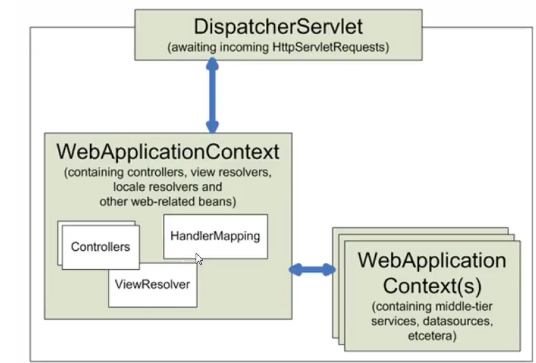 DispatcherServlet
(awaiting incoming HttpServletRequests)
WebApplicationContext
(containing controllers, view resolvers,
locale resolvers and
other web-related beans)
HandlerMapping
Controllers
ViewResolver
WebApplication
Context(s)
(containing middle-tier
services, datasources,
etcetera)